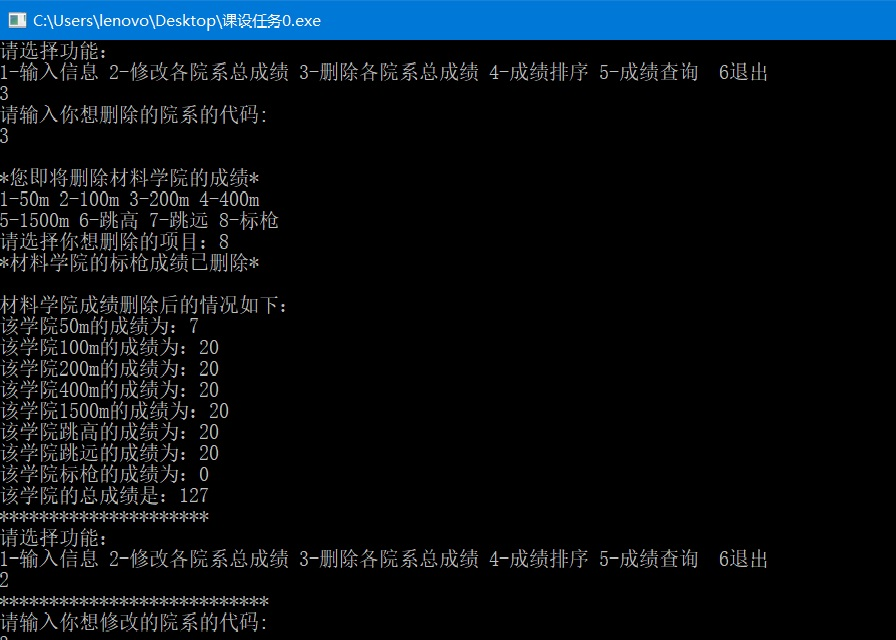 C:\Users\lenovo\Desktop\课设任务0.exe
请选择功能:
1-输入信息 2-修改各院系总成绩 3-删除各院系总成绩 4-成绩排序 5-成绩查询  6退出
3
请输入你想删除的院系的代码:
3
*您即将删除材料学院的成绩*
1-50m 2-100m 3-200m 4-400m
5-1500m 6-跳高 7-跳远 8-标枪
请选择你想删除的项目: 8
*材料学院的标枪成绩已删除*
材料学院成绩删除后的情况如下:
该学院50m的成绩为: 7
该学院100m的成绩为: 20
该学院200m的成绩为: 20
该学院400m的成绩为: 20
该学院1500m的成绩为: 20
该学院跳高的成绩为: 20
该学院跳远的成绩为: 20
该学院标枪的成绩为: 0
该学院的总成绩是: 127
*********************
请选择功能:
1-输入信息 2-修改各院系总成绩 3-删除各院系总成绩 4-成绩排序 5-成绩查询  6退出
2
***************************
请输入你想修改的院系的代码: